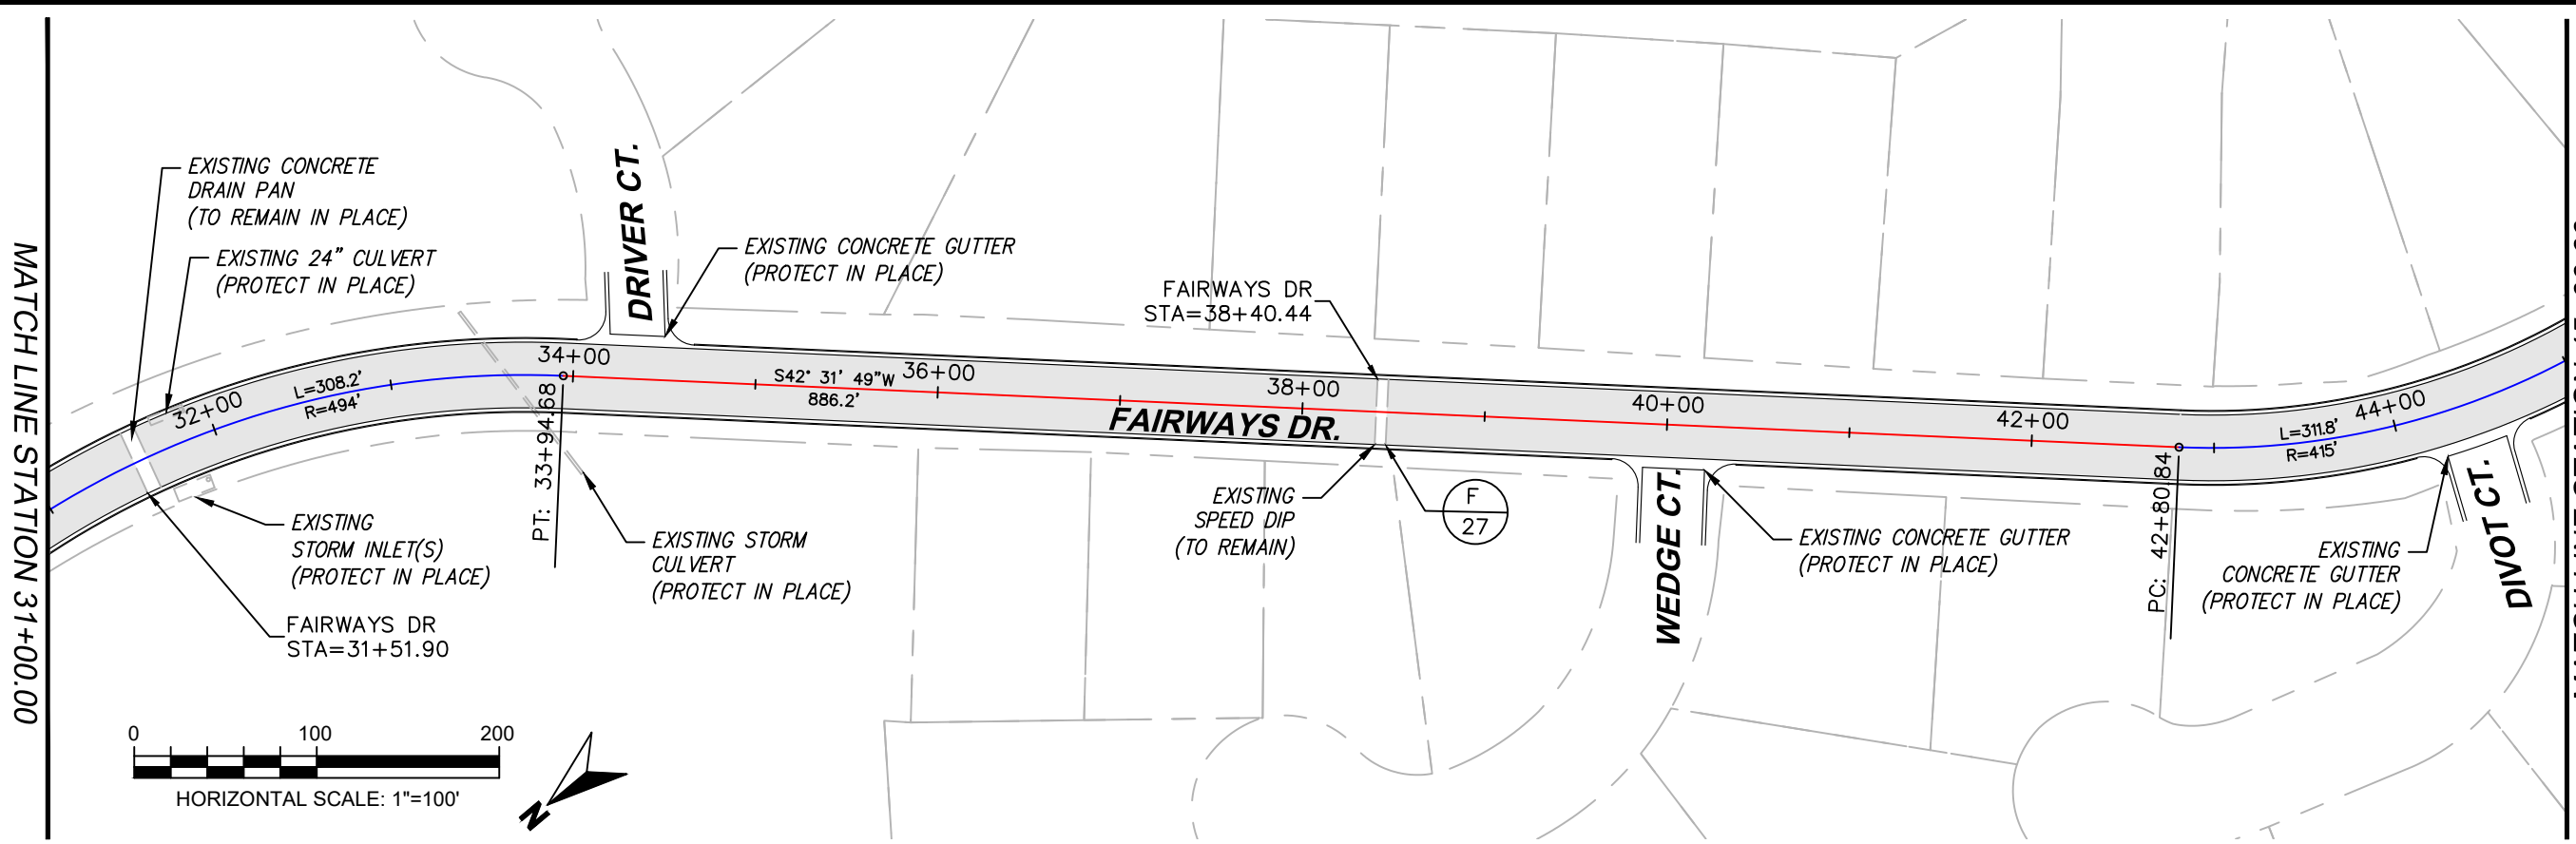 MATCH LINE STATION 31+00.00
EXISTING CONCRETE
DRAIN PAN
(TO REMAIN IN PLACE)
EXISTING 24" CULVERT
(PROTECT IN PLACE)
DRIVER CT.
EXISTING CONCRETE GUTTER
(PROTECT IN PLACE)
FAIRWAYS DR
STA=38+40.44
32+00
L=308.2'
R=494'
34+00
PT: 33+94.68
S42° 31' 49"W
886.2'
36+00
38+00
FAIRWAYS DR.
40+00
42+00
PC: 42+80.84
L=311.8'
R=415'
44+00
EXISTING
STORM INLET(S)
(PROTECT IN PLACE)
FAIRWAYS DR
STA=31+51.90
EXISTING STORM
CULVERT
(PROTECT IN PLACE)
EXISTING
SPEED DIP
(TO REMAIN)
F
27
WEDGE CT.
EXISTING CONCRETE GUTTER
(PROTECT IN PLACE)
EXISTING
CONCRETE GUTTER
(PROTECT IN PLACE)
DIVOT CT.
0 100 200
HORIZONTAL SCALE: 1"=100'
N